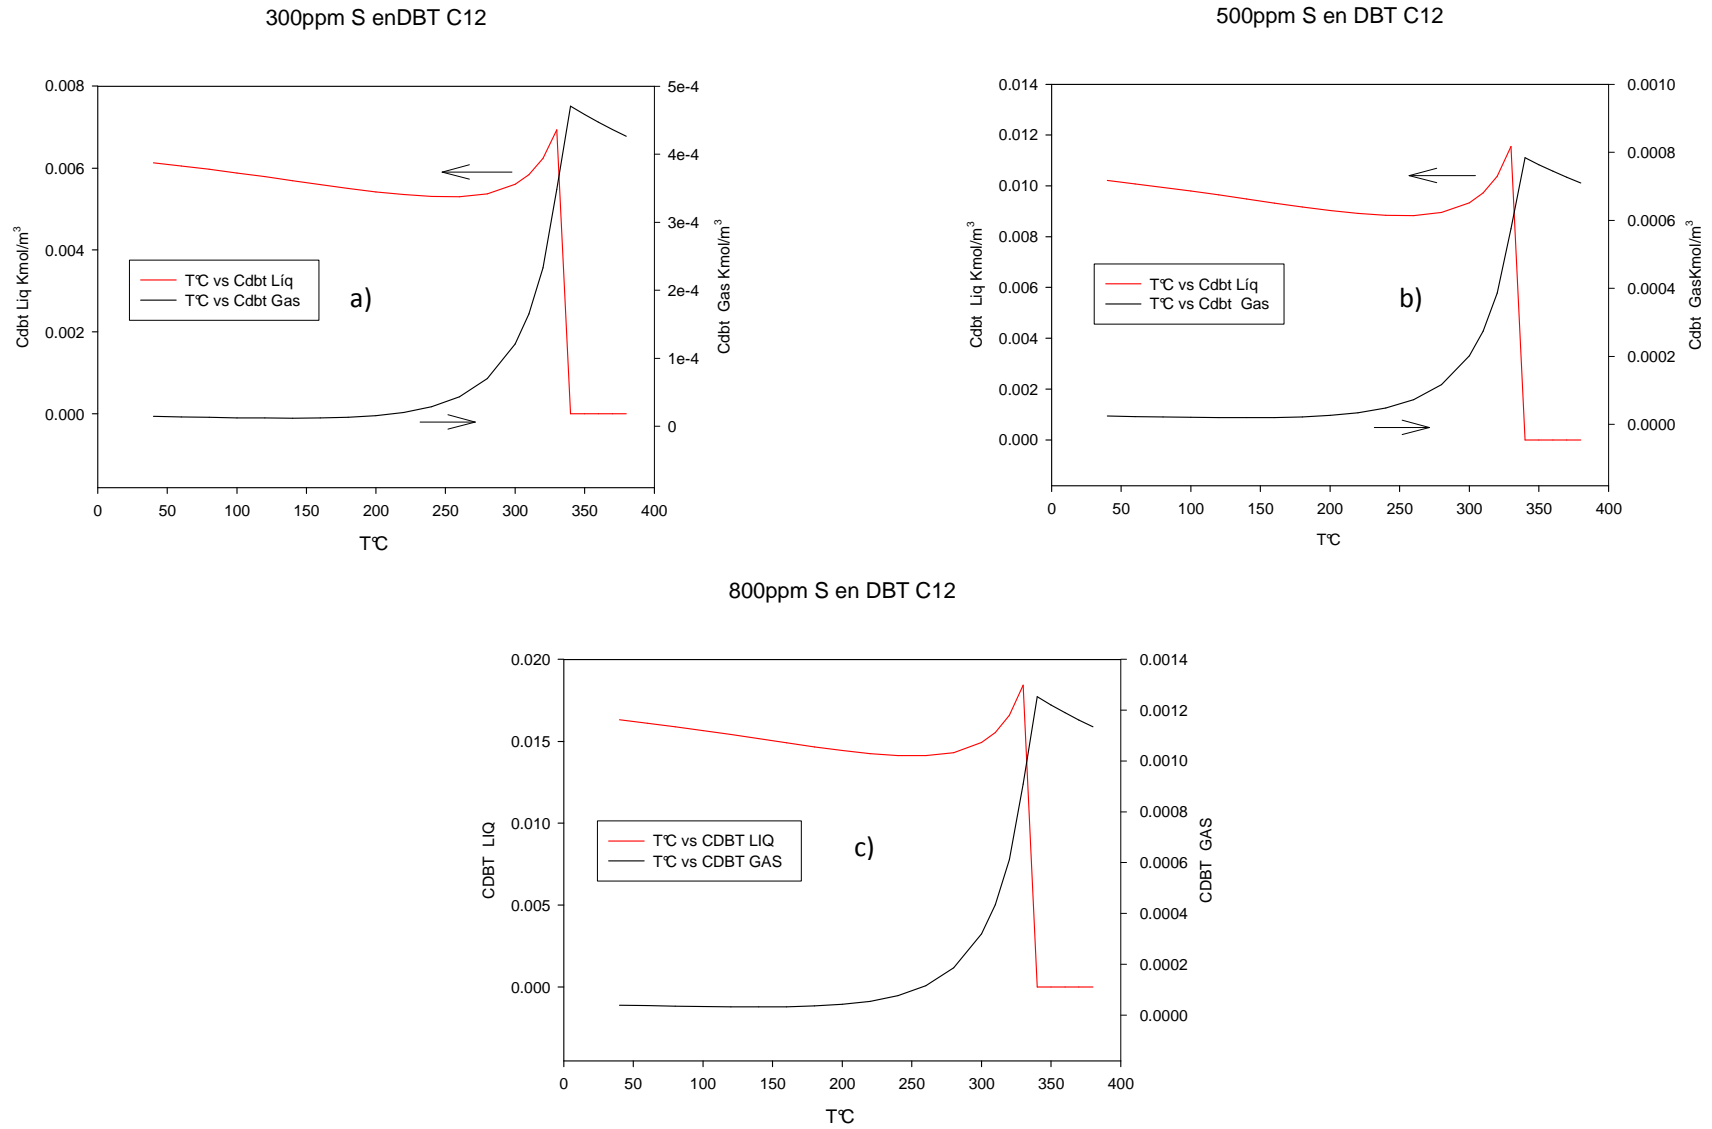 300ppm S enDBT C12
0.008
0.006
0.004
0.002
0.000
Cdbt Liq Kmol/m³
5e-4
4e-4
3e-4
2e-4
1e-4
0
Cdbt Gas Kmol/m³
T°C vs Cdbt Líq
T°C vs Cdbt Gas
a)
0 50 100 150 200 250 300 350 400
T°C
500ppm S en DBT C12
0.014
0.012
0.010
0.008
0.006
0.004
0.002
0.000
Cdbt Liq Kmol/m³
0.0010
0.0008
0.0006
0.0004
0.0002
0.0000
Cdbt GasKmol/m³
T°C vs Cdbt Líq
T°C vs Cdbt Gas
b)
0 50 100 150 200 250 300 350 400
T°C
800ppm S en DBT C12
0.020
0.015
0.010
0.005
0.000
CDBT LIQ
0.0014
0.0012
0.0010
0.0008
0.0006
0.0004
0.0002
0.0000
CDBT GAS
T°C vs CDBT LIQ
T°C vs CDBT GAS
c)
0 50 100 150 200 250 300 350 400
T°C